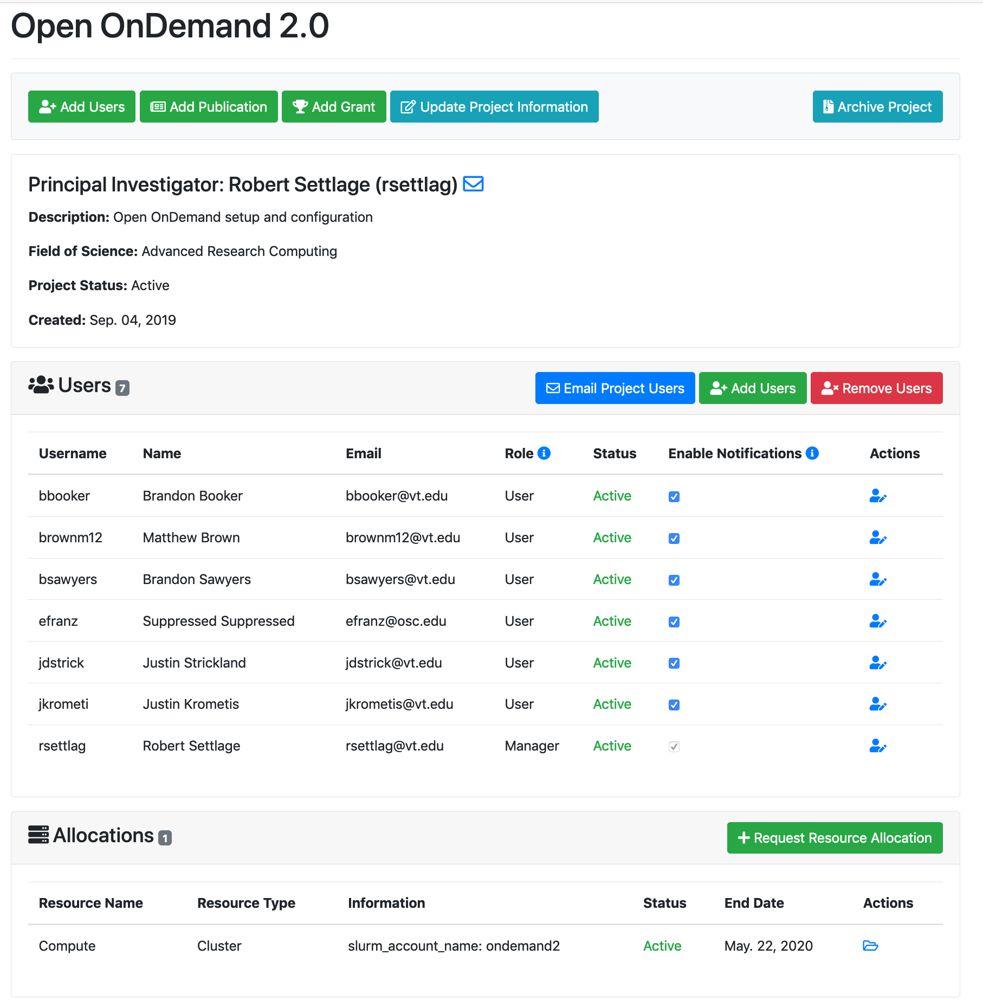 Open OnDemand 2.0
Add Users Add Publication Add Grant Update Project Information Archive Project
Principal Investigator: Robert Settlage (rsettlag)
Description: Open OnDemand setup and configuration
Field of Science: Advanced Research Computing
Project Status: Active
Created: Sep. 04, 2019
Users 7 Email Project Users Add Users Remove Users
Username Name Email Role Status Enable Notifications Actions
bbooker Brandon Booker bbooker@vt.edu User Active
brownm12 Matthew Brown brownm12@vt.edu User Active
bsawyers Brandon Sawyers bsawyers@vt.edu User Active
efranz Suppressed Suppressed efranz@osc.edu User Active
jdstrick Justin Strickland jdstrick@vt.edu User Active
jkrometi Justin Krometis jkrometis@vt.edu User Active
rsettlag Robert Settlage rsettlag@vt.edu Manager Active
Allocations 1 Request Resource Allocation
Resource Name Resource Type Information Status End Date Actions
Compute Cluster slurm_account_name: ondemand2 Active May. 22, 2020